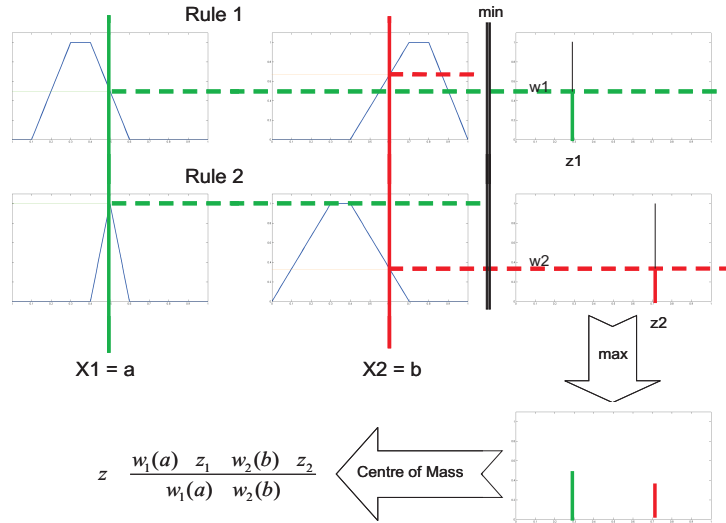 Rule 1
min
w1
z1
Rule 2
w2
z2
max
X1 = a
X2 = b
z w₁(a) z₁ w₂(b) z₂
w₁(a) w₂(b)
Centre of Mass